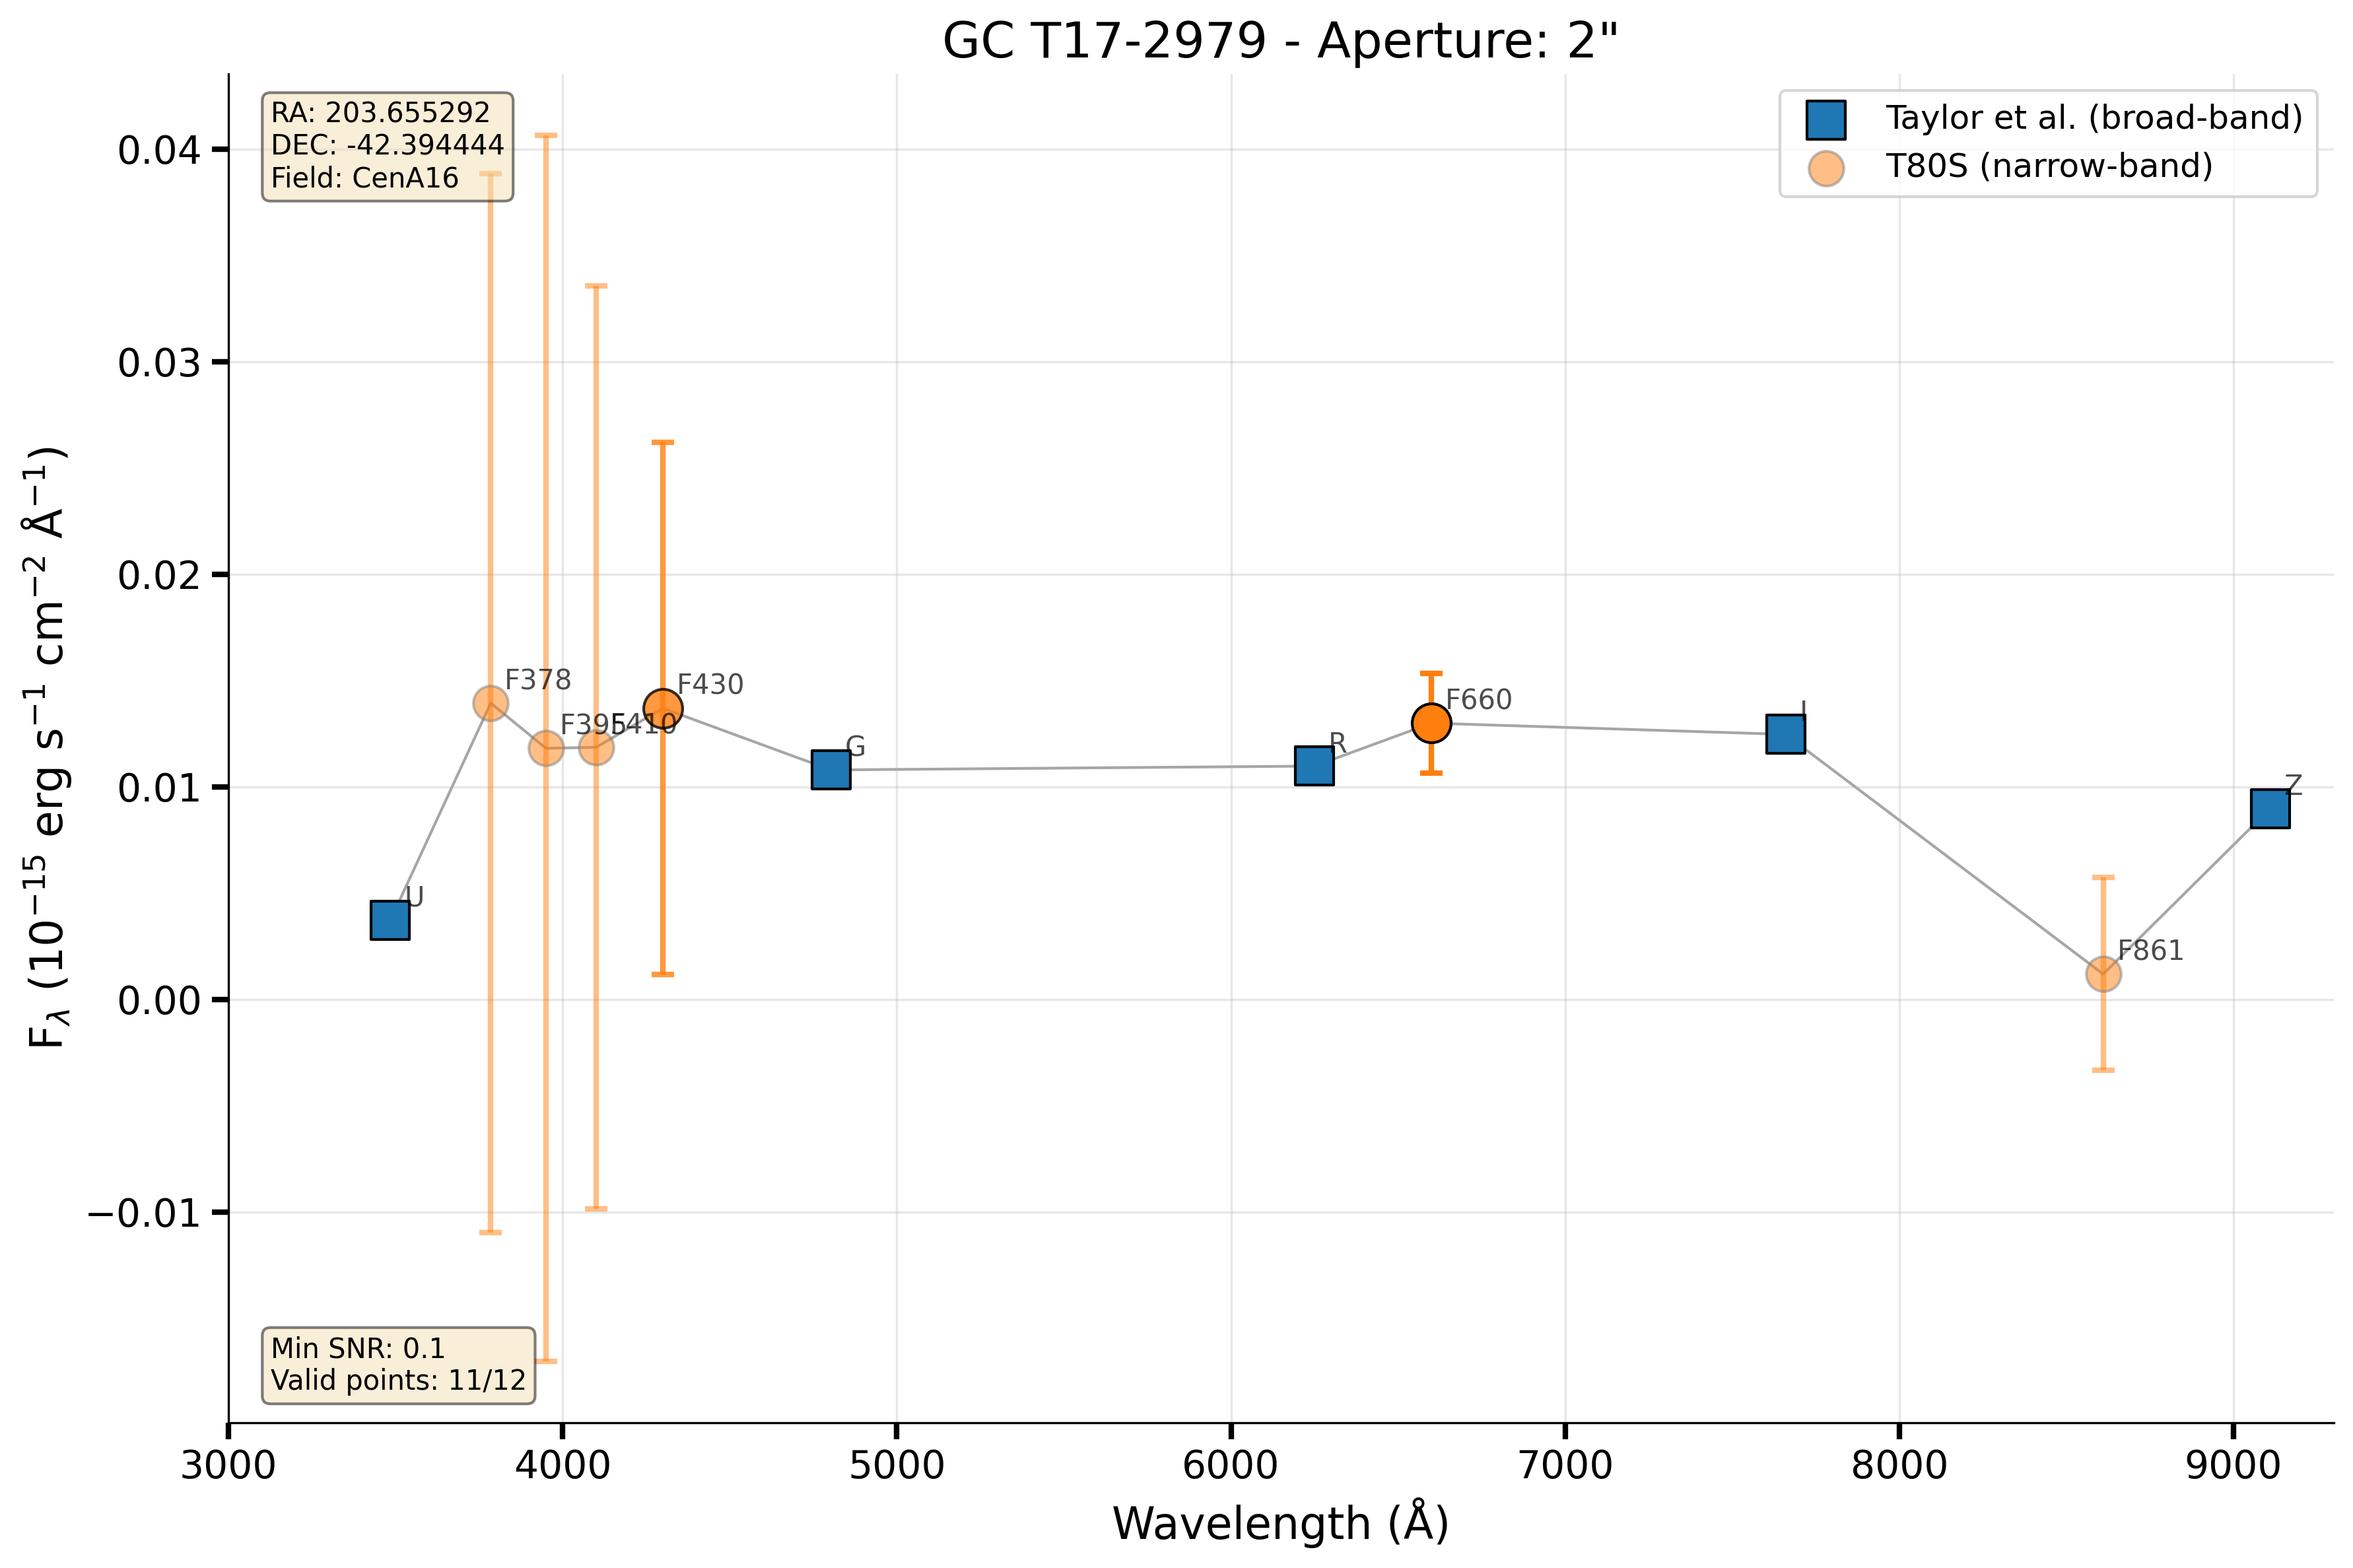 GC T17-2979 - Aperture: 2"
RA: 203.655292
DEC: -42.394444
Field: CenA16
Taylor et al. (broad-band)
T80S (narrow-band)
0.04
0.03
0.02
0.01
0.00
−0.01
F_λ (10⁻¹⁵ erg s⁻¹ cm⁻² Å⁻¹)
U
F378
F395
F410
F430
G
R
F660
I
F861
Z
Min SNR: 0.1
Valid points: 11/12
3000 4000 5000 6000 7000 8000 9000
Wavelength (Å)